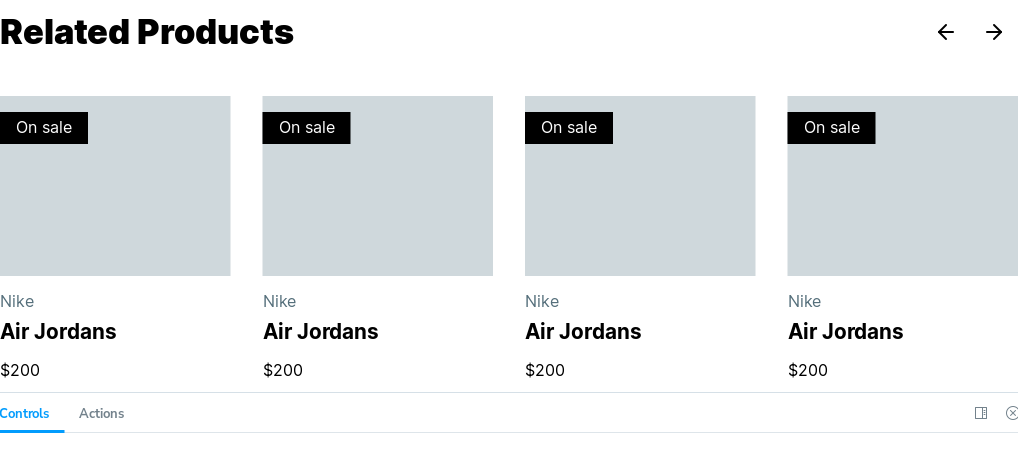 Related Products
On sale On sale On sale On sale
Nike Nike Nike Nike
Air Jordans Air Jordans Air Jordans Air Jordans
$200 $200 $200 $200
Controls Actions